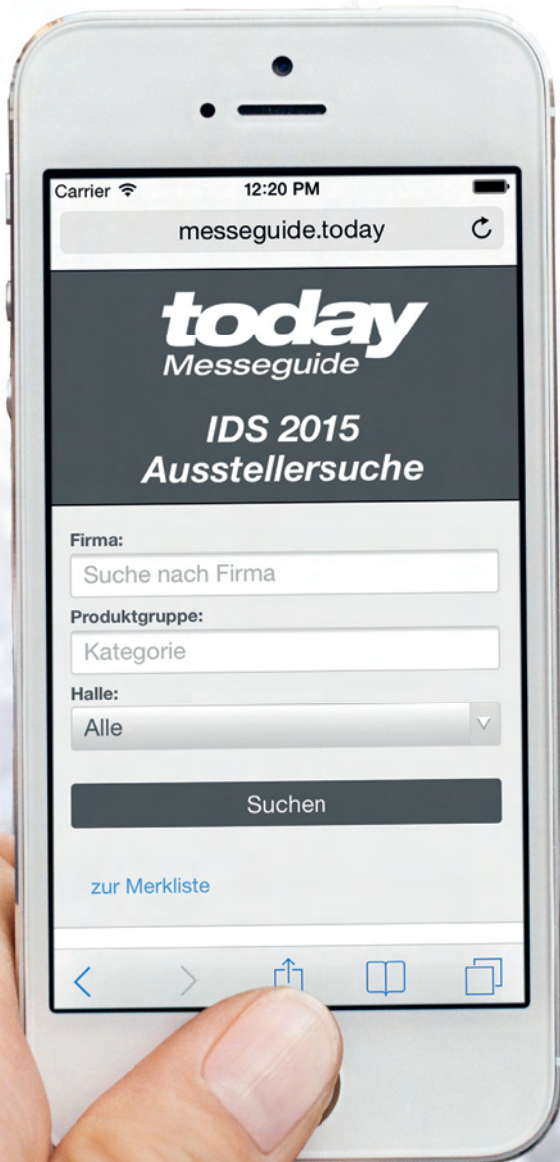 Carrier 12:20 PM
messeguide.today
today
Messeguide
IDS 2015
Ausstellersuche
Firma:
Suche nach Firma
Produktgruppe:
Kategorie
Halle:
Alle
Suchen
zur Merkliste